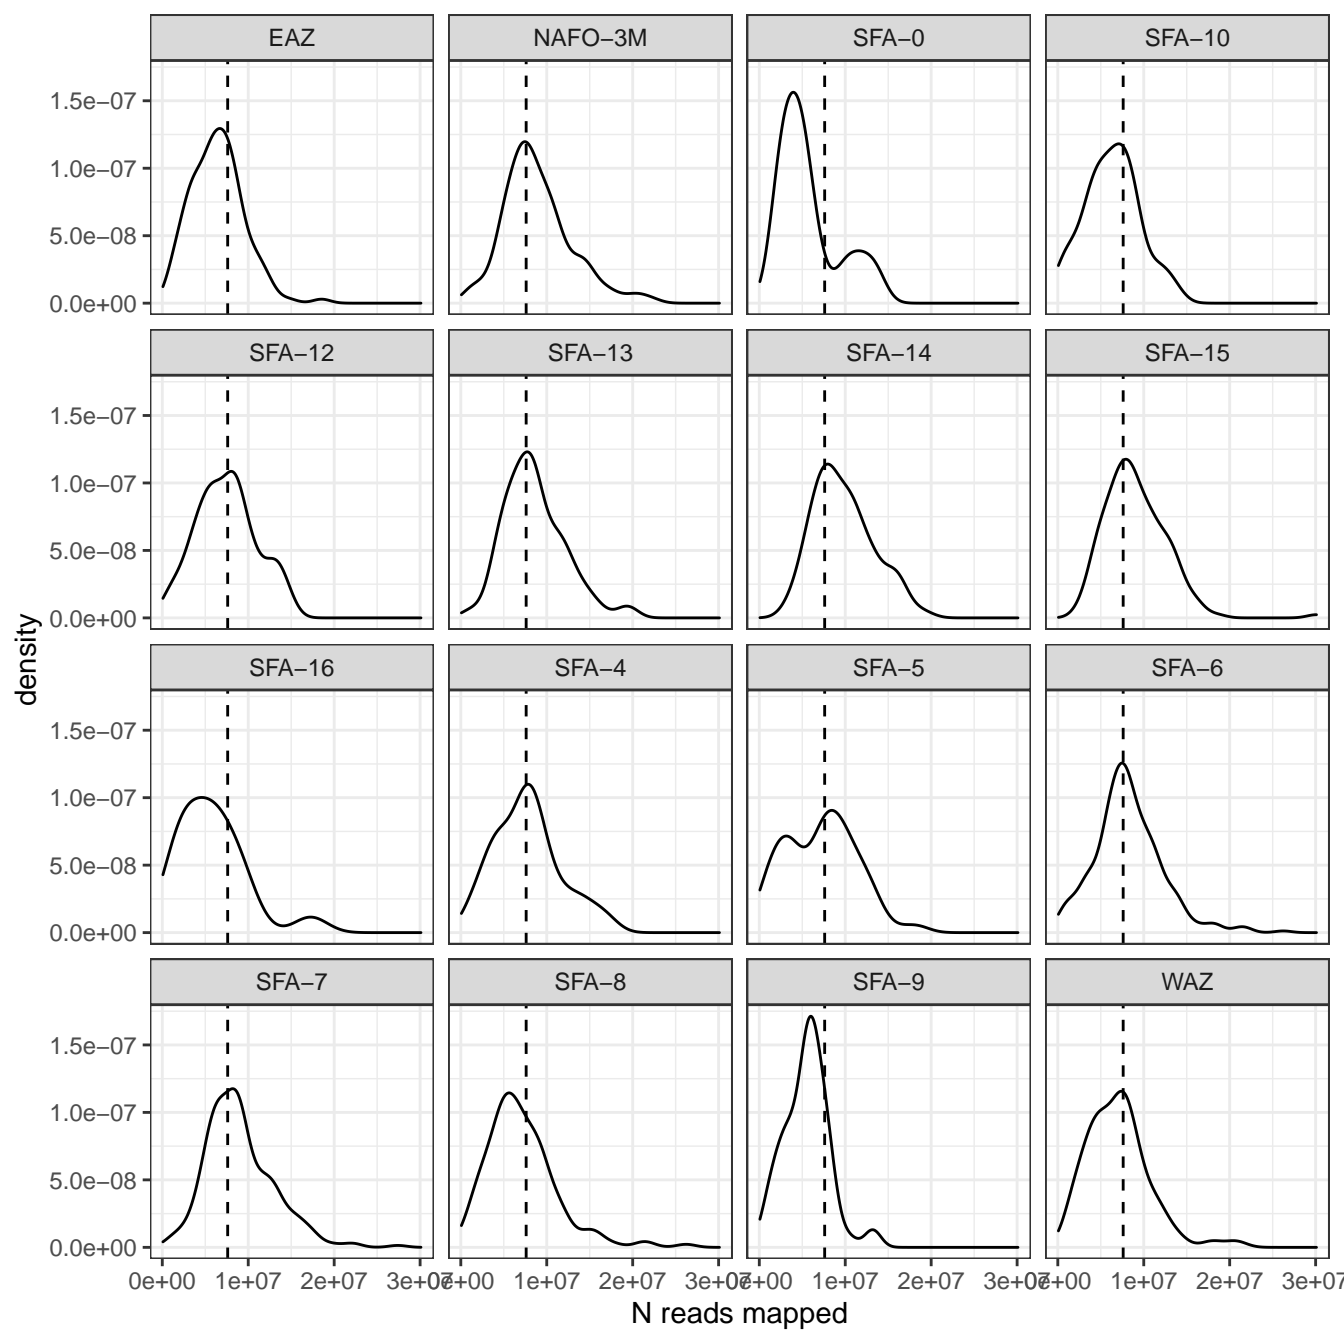 EAZ NAFO−3M SFA−0 SFA−10
1.5e−07
1.0e−07
5.0e−08
0.0e+00
SFA−12 SFA−13 SFA−14 SFA−15
1.5e−07
1.0e−07
5.0e−08
0.0e+00
density
SFA−16 SFA−4 SFA−5 SFA−6
1.5e−07
1.0e−07
5.0e−08
0.0e+00
SFA−7 SFA−8 SFA−9 WAZ
1.5e−07
1.0e−07
5.0e−08
0.0e+00
0e+00 1e+07 2e+07 3e+07 0e+00 1e+07 2e+07 3e+07 0e+00 1e+07 2e+07 3e+07 0e+00 1e+07 2e+07 3e+07
N reads mapped